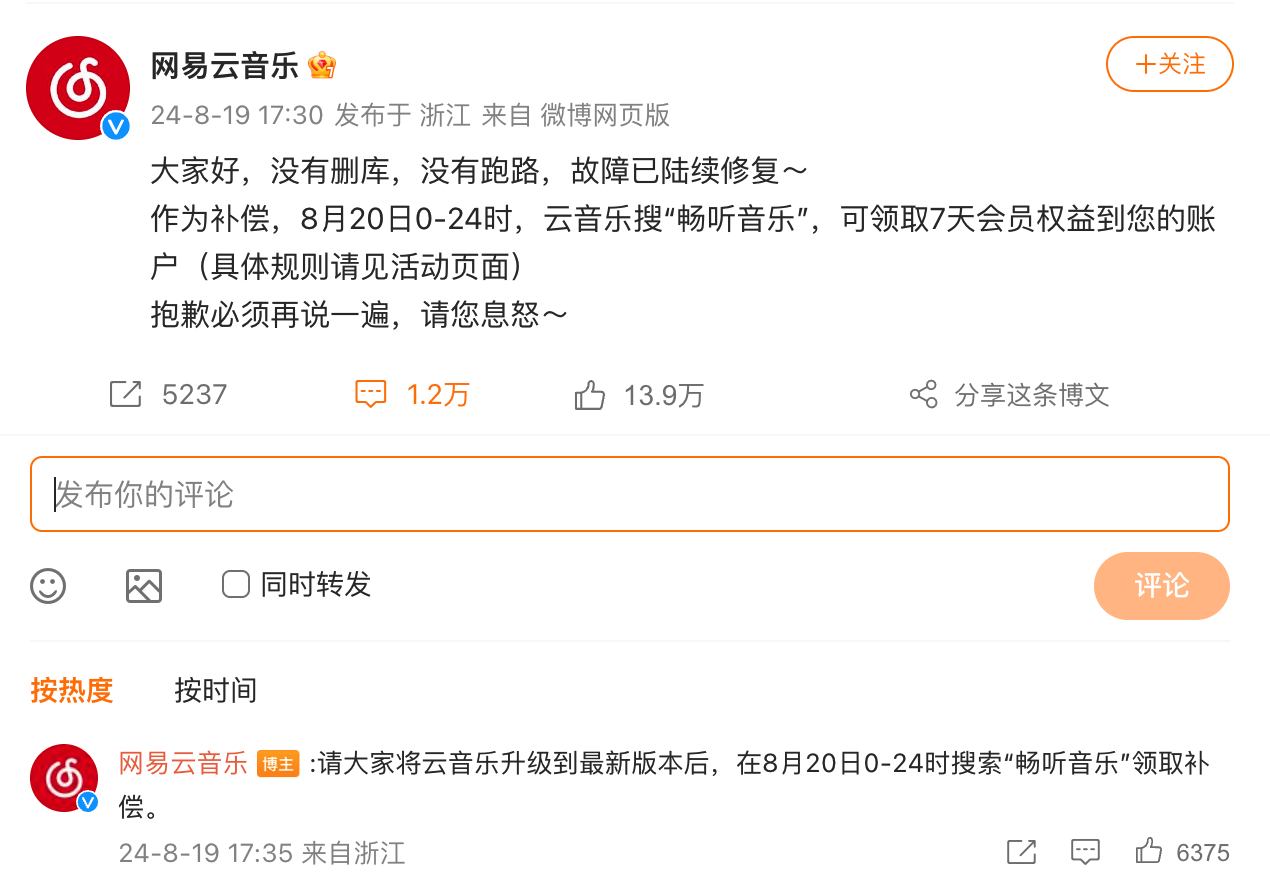 网易云音乐
+关注
24-8-19 17:30 发布于 浙江 来自 微博网页版
大家好，没有删库，没有跑路，故障已陆续修复～
作为补偿，8月20日0-24时，云音乐搜“畅听音乐”，可领取7天会员权益到您的账
户（具体规则请见活动页面）
抱歉必须再说一遍，请您息怒～
5237 1.2万 13.9万 分享这条博文
发布你的评论
同时转发 评论
按热度 按时间
网易云音乐 博主 :请大家将云音乐升级到最新版本后，在8月20日0-24时搜索“畅听音乐”领取补
偿。
24-8-19 17:35 来自浙江 6375